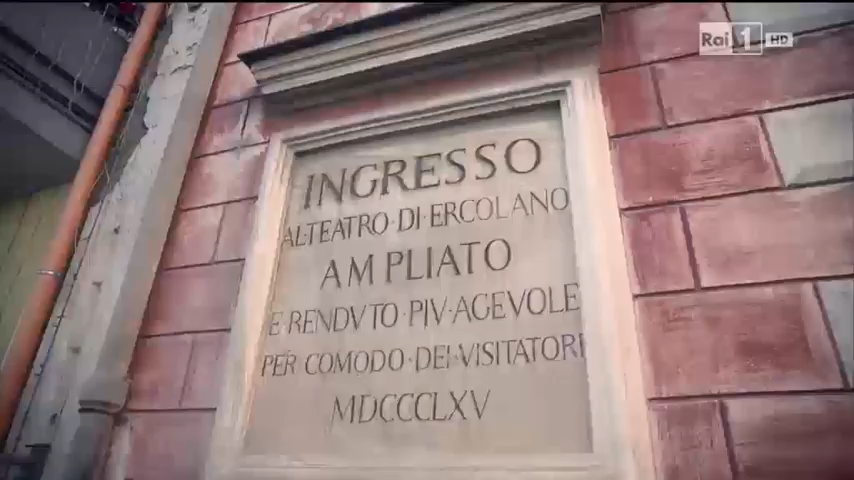 Rai 1 HD
INGRESSO
AL·TEATRO·DI·ERCOLANO
AMPLIATO
E·RENDVTO·PIV·AGEVOLE
PER COMODO·DEI·VISITATORI
MDCCCLXV